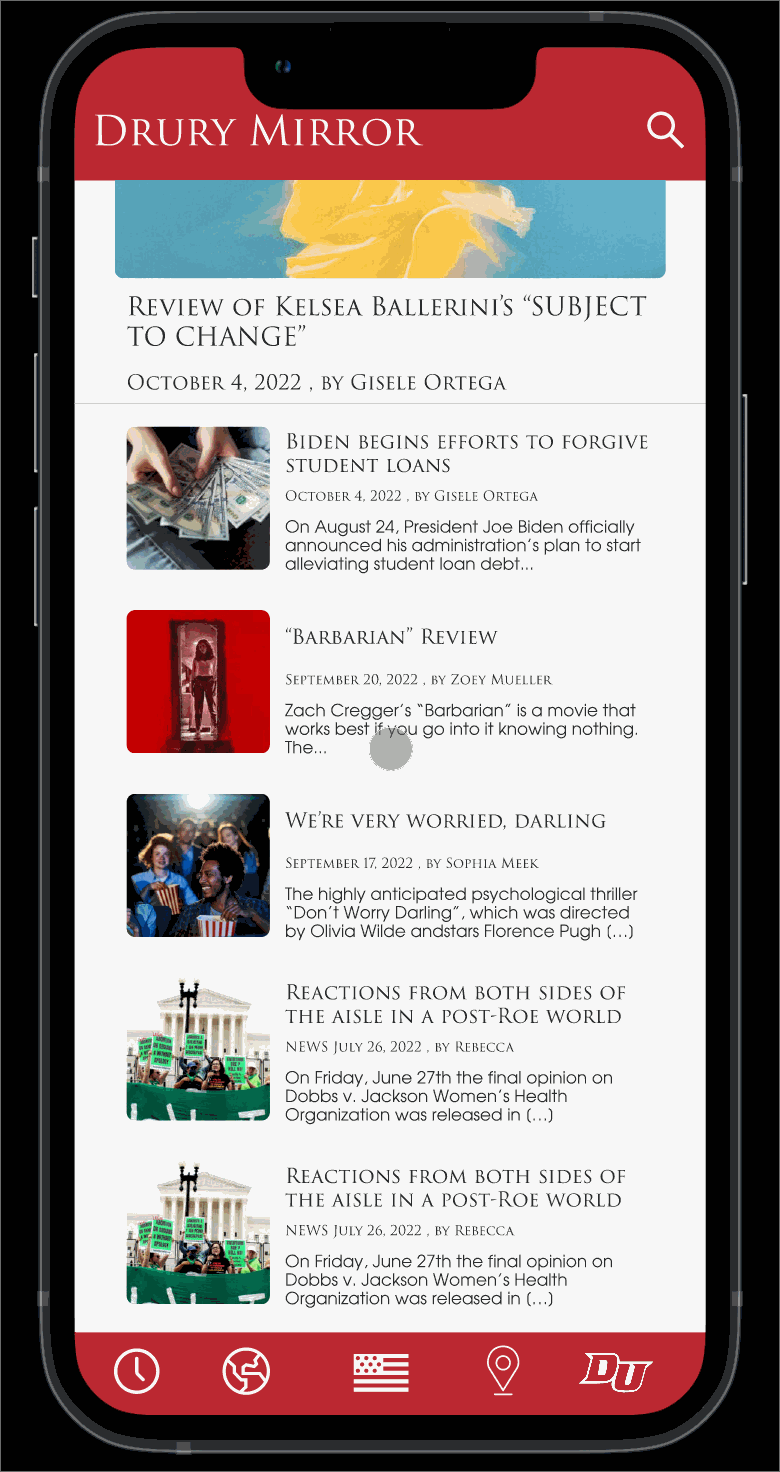 Drury Mirror
Review of Kelsea Ballerini’s “SUBJECT
TO CHANGE”
October 4, 2022 , by Gisele Ortega
Biden begins efforts to forgive
student loans
October 4, 2022 , by Gisele Ortega
On August 24, President Joe Biden officially
announced his administration’s plan to start
alleviating student loan debt...
“Barbarian” Review
September 20, 2022 , by Zoey Mueller
Zach Cregger’s “Barbarian” is a movie that
works best if you go into it knowing nothing.
The...
We’re very worried, darling
September 17, 2022 , by Sophia Meek
The highly anticipated psychological thriller
“Don’t Worry Darling”, which was directed
by Olivia Wilde andstars Florence Pugh [...]
Reactions from both sides of
the aisle in a post-Roe world
NEWS July 26, 2022 , by Rebecca
On Friday, June 27th the final opinion on
Dobbs v. Jackson Women’s Health
Organization was released in [...]
Reactions from both sides of
the aisle in a post-Roe world
NEWS July 26, 2022 , by Rebecca
On Friday, June 27th the final opinion on
Dobbs v. Jackson Women’s Health
Organization was released in [...]
DU